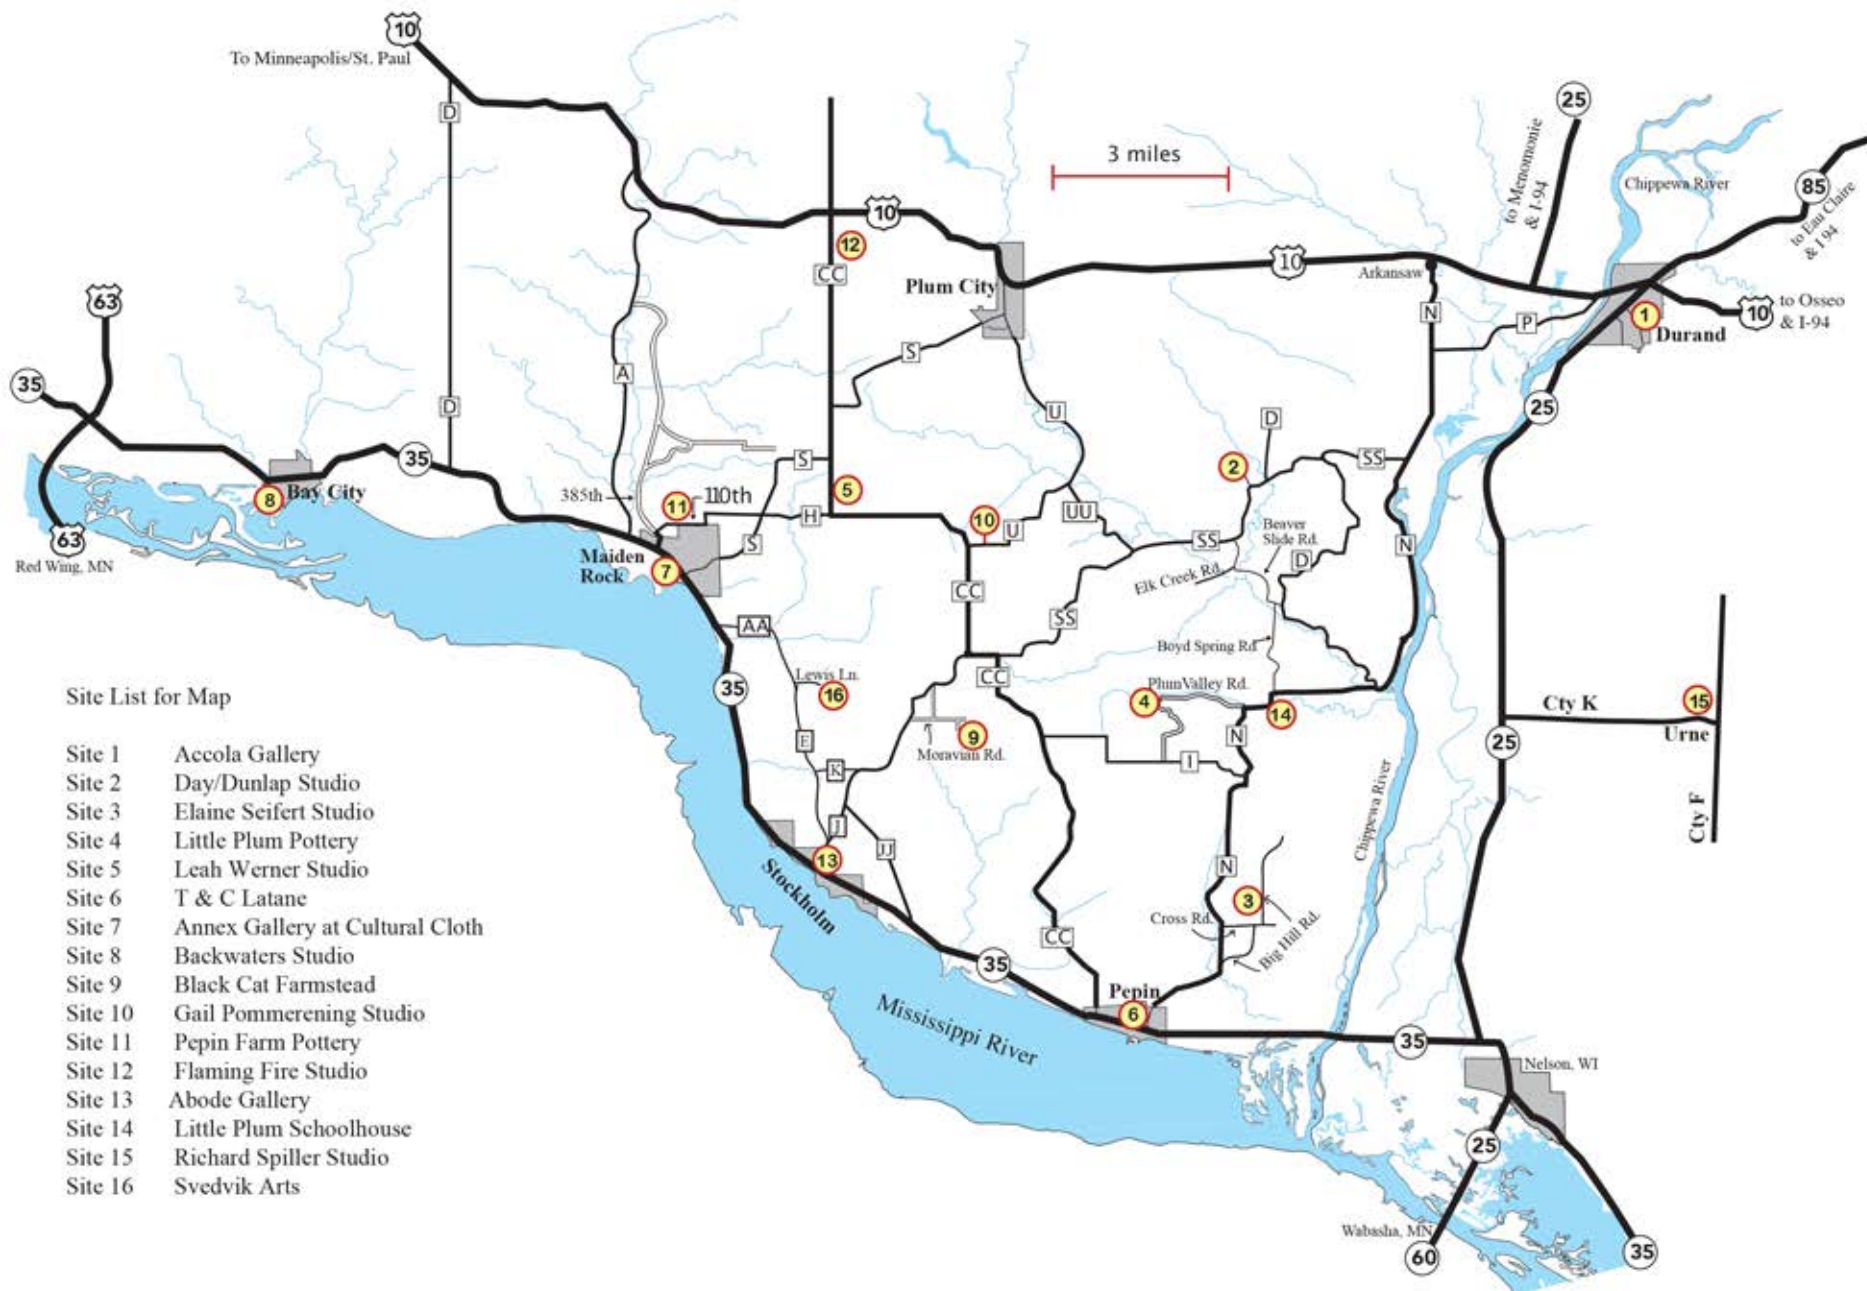 10
To Minneapolis/St. Paul
D
25
to Menomonie
& I-94
Chippewa River
85
to Eau Claire
& I 94
3 miles
10
12
CC
Plum City
10
Arkansaw
N
P
1
Durand
10
to Osseo
& I-94
63
35
A
S
U
25
D
D
35
S
2
SS
8
Bay City
385th
11
110th
5
H
10
U
UU
63
Red Wing, MN
Maiden
Rock
7
S
SS
Beaver
Slide Rd.
D
N
Elk Creek Rd.
CC
SS
AA
Boyd Spring Rd
Lewis Ln.
16
35
CC
4
PlumValley Rd.
14
Cty K
15
Urne
25
E
9
Moravian Rd.
N
I
K
Chippewa River
Cty F
J
JJ
13
Stockholm
N
3
Cross Rd.
Big Hill Rd.
CC
35
Pepin
6
Mississippi River
35
Nelson, WI
25
Wabasha, MN
60
35
Site List for Map
Site 1 Accola Gallery
Site 2 Day/Dunlap Studio
Site 3 Elaine Seifert Studio
Site 4 Little Plum Pottery
Site 5 Leah Werner Studio
Site 6 T & C Latane
Site 7 Annex Gallery at Cultural Cloth
Site 8 Backwaters Studio
Site 9 Black Cat Farmstead
Site 10 Gail Pommerening Studio
Site 11 Pepin Farm Pottery
Site 12 Flaming Fire Studio
Site 13 Abode Gallery
Site 14 Little Plum Schoolhouse
Site 15 Richard Spiller Studio
Site 16 Svedvik Arts